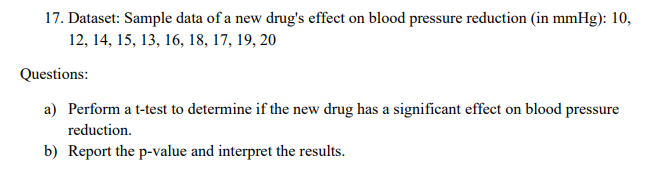 17. Dataset: Sample data of a new drug's effect on blood pressure reduction (in mmHg): 10,
12, 14, 15, 13, 16, 18, 17, 19, 20
Questions:
a) Perform a t-test to determine if the new drug has a significant effect on blood pressure
reduction.
b) Report the p-value and interpret the results.